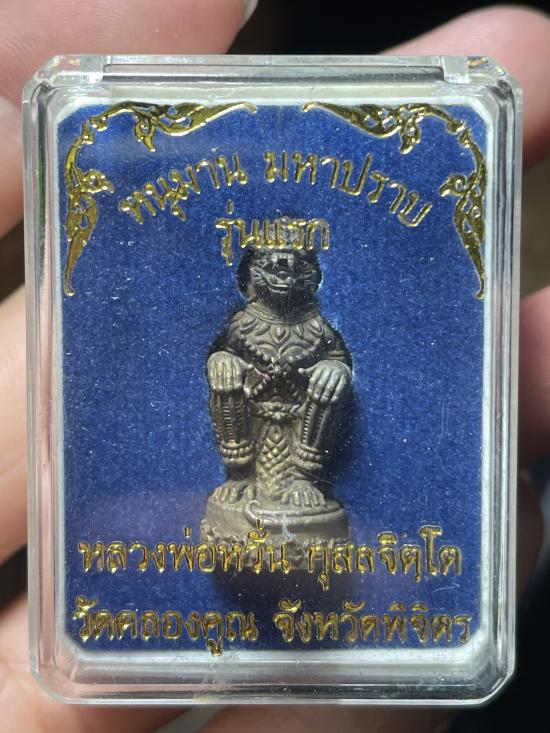 หนุมาน มหาปราบ
รุ่นแรก
หลวงพ่อหวั่น กุสลจิตฺโต
วัดคลองคูณ จังหวัดพิจิตร